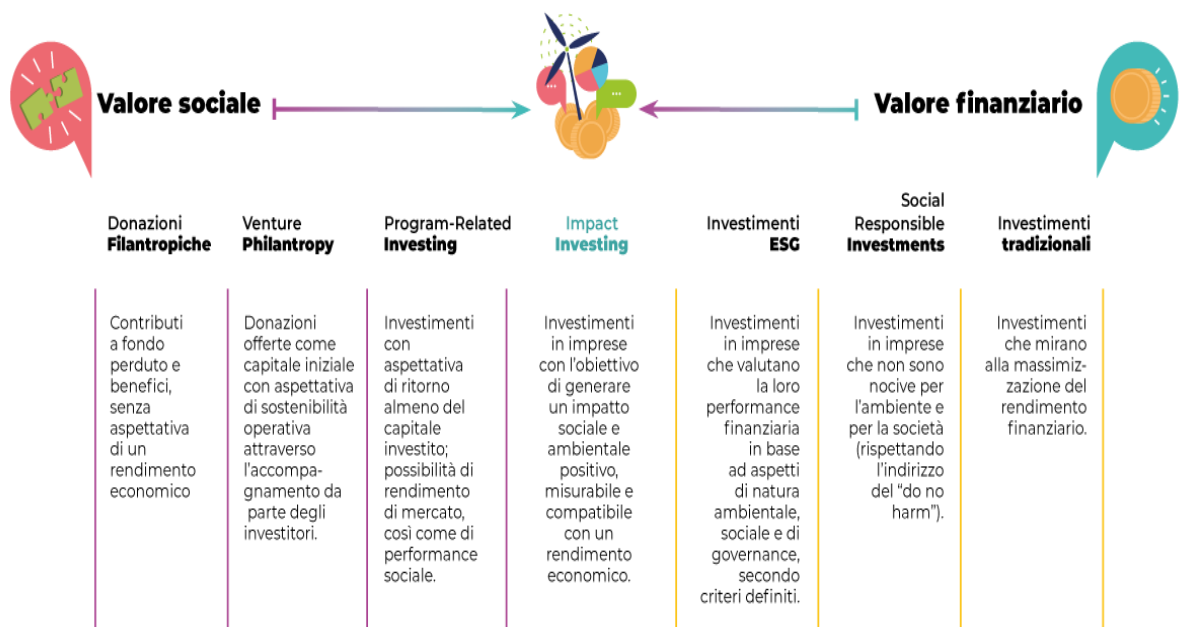 Valore sociale
Valore finanziario
Donazioni
Filantropiche
Venture
Philantropy
Program-Related
Investing
Impact
Investing
Investimenti
ESG
Social
Responsible
Investments
Investimenti
tradizionali
Contributi
a fondo
perduto e
benefici,
senza
aspettativa
di un
rendimento
economico
Donazioni
offerte come
capitale iniziale
con aspettativa
di sostenibilità
operativa
attraverso
l’accompa-
gnamento da
parte degli
investitori.
Investimenti
con
aspettativa
di ritorno
almeno del
capitale
investito;
possibilità di
rendimento
di mercato,
così come di
performance
sociale.
Investimenti
in imprese
con l’obiettivo
di generare
un impatto
sociale e
ambientale
positivo,
misurabile e
compatibile
con un
rendimento
economico.
Investimenti
in imprese
che valutano
la loro
performance
finanziaria
in base
ad aspetti
di natura
ambientale,
sociale e di
governance,
secondo
criteri definiti.
Investimenti
in imprese
che non sono
nocive per
l’ambiente e
per la società
(rispettando
l’indirizzo
del “do no
harm”).
Investimenti
che mirano
alla massimiz-
zazione del
rendimento
finanziario.